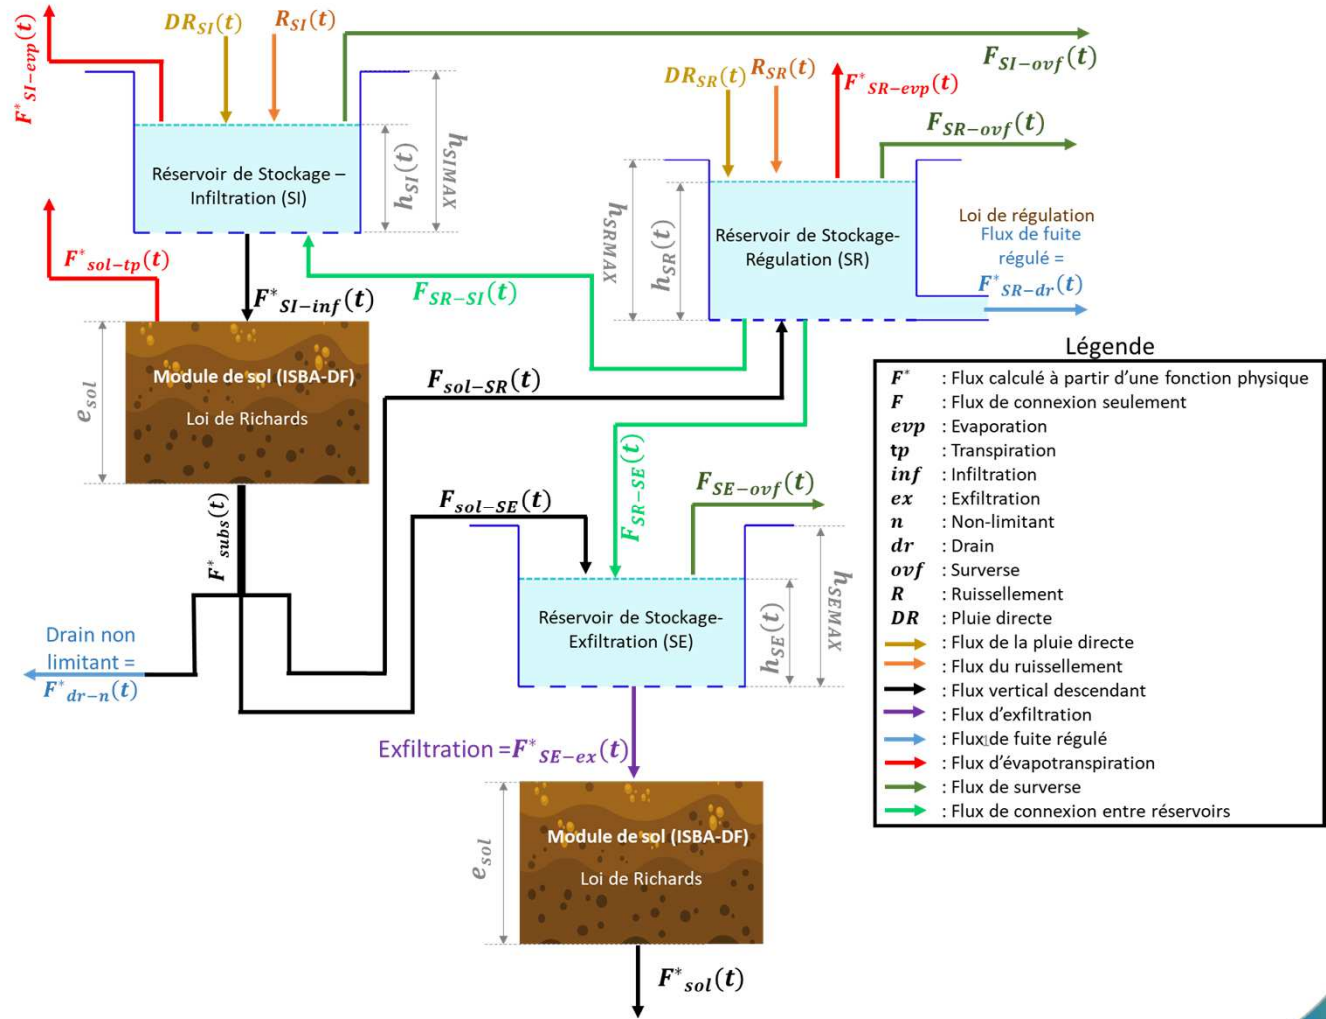 F*SI−evp(t)
DRSI(t)
RSI(t)
FSI−ovf(t)
hSIMAX
hSI(t)
Réservoir de Stockage –
Infiltration (SI)
DRSR(t)
RSR(t)
F*SR−evp(t)
FSR−ovf(t)
hSRMAX
hSR(t)
Réservoir de Stockage-
Régulation (SR)
Loi de régulation
Flux de fuite
régulé =
F*SR−dr(t)
F*sol−tp(t)
F*SI−inf(t)
FSR−SI(t)
esol
Module de sol (ISBA-DF)
Loi de Richards
Fsol−SR(t)
F*subs(t)
Fsol−SE(t)
FSR−SE(t)
FSE−ovf(t)
Drain non
limitant =
F*dr−n(t)
Réservoir de Stockage-
Exfiltration (SE)
hSE(t)
hSEMAX
Exfiltration =F*SE−ex(t)
esol
Module de sol (ISBA-DF)
Loi de Richards
F*sol(t)
Légende
F* : Flux calculé à partir d'une fonction physique
F : Flux de connexion seulement
evp : Evaporation
tp : Transpiration
inf : Infiltration
ex : Exfiltration
n : Non-limitant
dr : Drain
ovf : Surverse
R : Ruissellement
DR : Pluie directe
: Flux de la pluie directe
: Flux du ruissellement
: Flux vertical descendant
: Flux d'exfiltration
: Flux de fuite régulé
: Flux d'évapotranspiration
: Flux de surverse
: Flux de connexion entre réservoirs